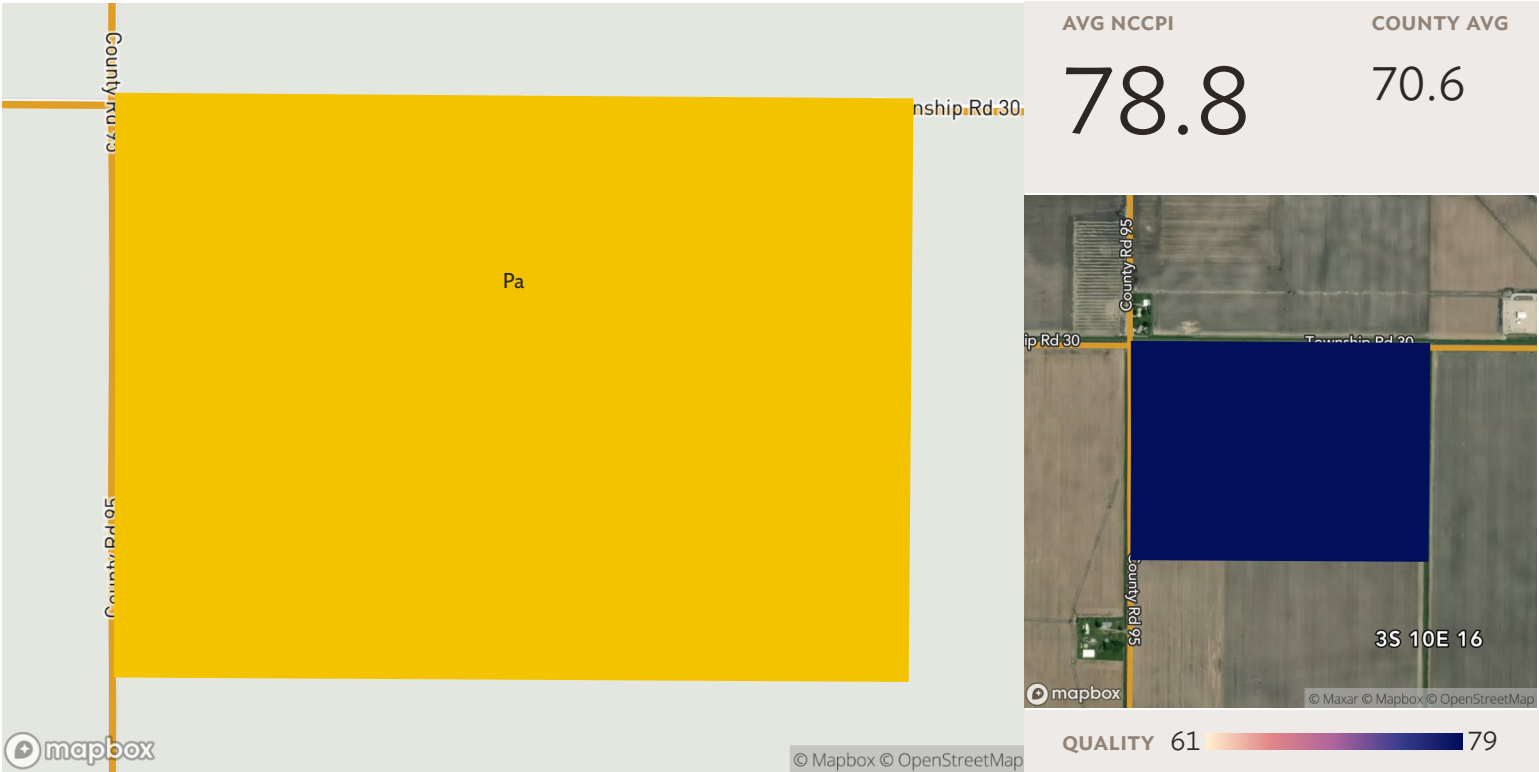 County Rd 95
nship Rd 30
Pa
County Rd 95
mapbox
© Mapbox © OpenStreetMap
AVG NCCPI
COUNTY AVG
78.8
70.6
County Rd 95
ip Rd 30
Township Rd 30
County Rd 95
3S 10E 16
mapbox
© Maxar © Mapbox © OpenStreetMap
QUALITY 61 79